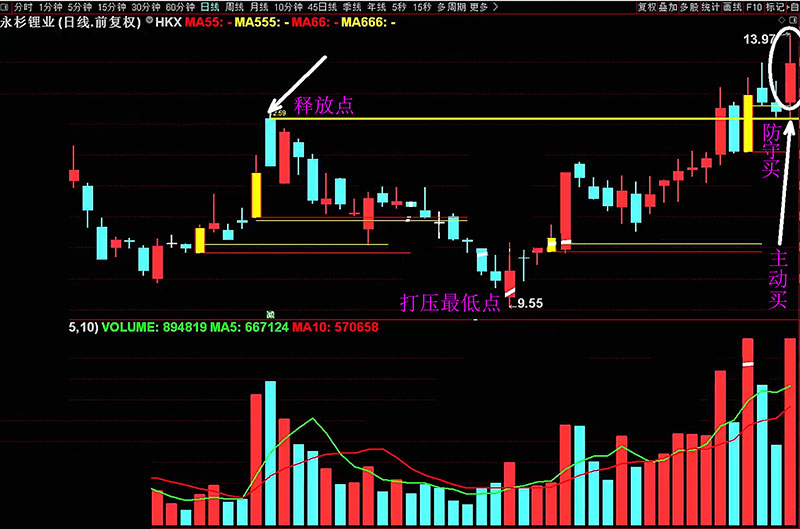 分时 1分钟 5分钟 15分钟 30分钟 60分钟 日线 周线 月线 10分钟 45日线 季线 年线 5秒 15秒 多周期 更多 复权 叠加 多股 统计 画线 F10 标记 自
永杉锂业 (日线.前复权) HKX MA55: - MA555: - MA66: - MA666: -
13.97
释放点
防守买
主动买
打压最低点
←9.55
5,10) VOLUME: 894819 MA5: 667124 MA10: 570658